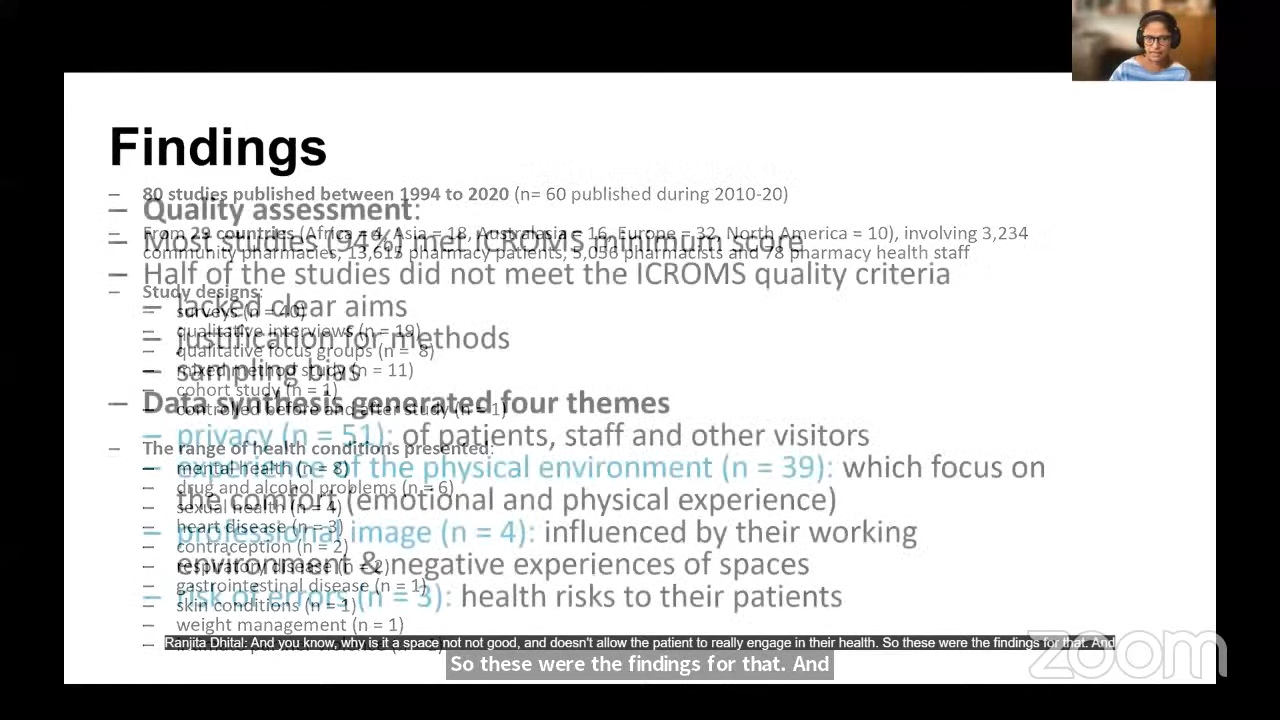 Findings
– 80 studies published between 1994 to 2020 (n= 60 published during 2010-20)
– Quality assessment:
– From 23 countries (Africa = 4, Asia = 18, Australasia = 16, Europe = 32, North America = 10), involving 3,234
– Most studies (94%) met ICROMS minimum score
community pharmacies, 13,615 pharmacy patients, 5,056 pharmacists and 78 pharmacy health staff
– Half of the studies did not meet the ICROMS quality criteria
– Study designs:
– lacked clear aims
– surveys (n = 40)
– qualitative interviews (n = 19)
– justification for methods
– qualitative focus groups (n = 8)
– mixed method study (n = 11)
– sampling bias
– cohort study (n = 1)
– Data synthesis generated four themes
– controlled before and after study (n = 1)
– privacy (n = 51): of patients, staff and other visitors
– The range of health conditions presented:
– experience of the physical environment (n = 39): which focus on
– mental health (n = 8)
– drug and alcohol problems (n = 6)
the comfort (emotional and physical experience)
– sexual health (n = 4)
– heart disease (n = 3)
– professional image (n = 4): influenced by their working
– contraception (n = 2)
environment & negative experiences of spaces
– respiratory disease (n = 2)
– gastrointestinal disease (n = 1)
– risk of errors (n = 3): health risks to their patients
– skin conditions (n = 1)
– weight management (n = 1)
Ranjita Dhital: And you know, why is it a space not not good, and doesn't allow the patient to really engage in their health. So these were the findings for that. And
So these were the findings for that. And
zoom